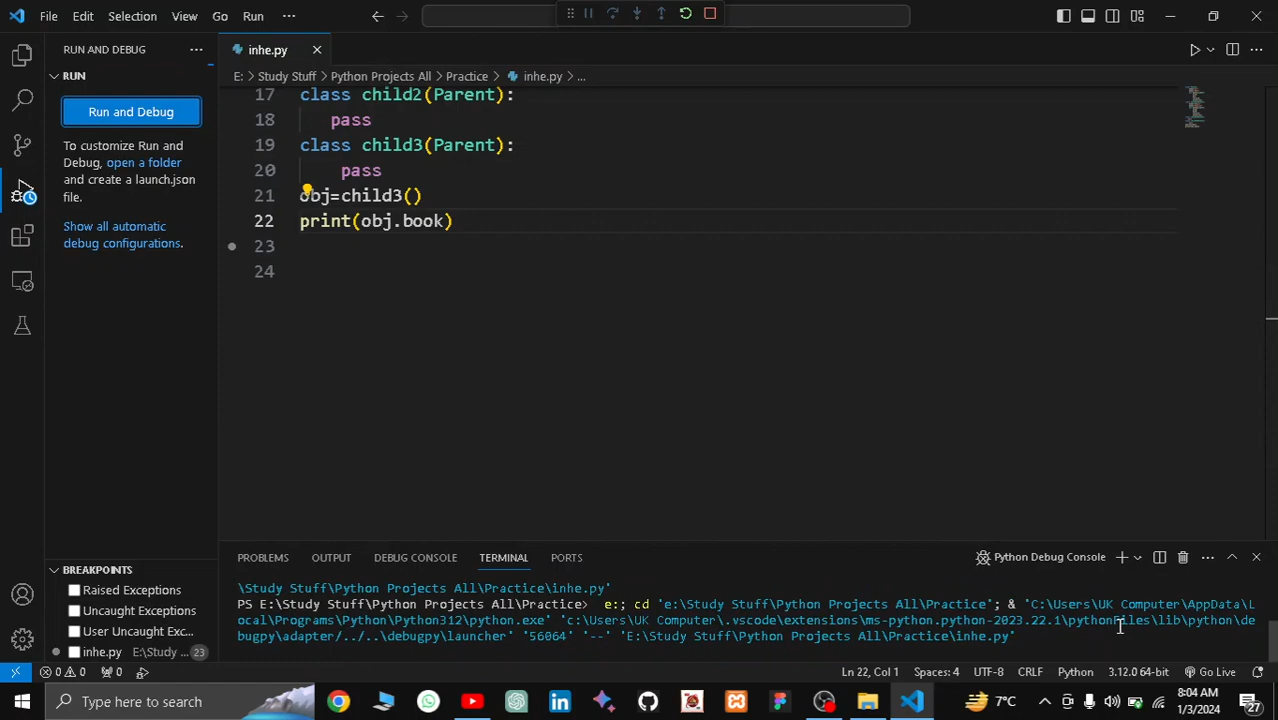 File Edit Selection View Go Run ···
RUN AND DEBUG ···
inhe.py
RUN
E: > Study Stuff > Python Projects All > Practice > inhe.py > ...
Run and Debug
To customize Run and
Debug, open a folder
and create a launch.json
file.
Show all automatic
debug configurations.
17 class child2(Parent):
18 pass
19 class child3(Parent):
20 pass
21 obj=child3()
22 print(obj.book)
23
24
BREAKPOINTS
Raised Exceptions
Uncaught Exceptions
User Uncaught Exc...
inhe.py E:\Study S... 23
PROBLEMS OUTPUT DEBUG CONSOLE TERMINAL PORTS
Python Debug Console
\Study Stuff\Python Projects All\Practice\inhe.py'
PS E:\Study Stuff\Python Projects All\Practice> e:; cd 'e:\Study Stuff\Python Projects All\Practice'; & 'C:\Users\UK Computer\AppData\L
ocal\Programs\Python\Python312\python.exe' 'c:\Users\UK Computer\.vscode\extensions\ms-python.python-2023.22.1\pythonFiles\lib\python\de
bugpy\adapter/../..\debugpy\launcher' '56064' '--' 'E:\Study Stuff\Python Projects All\Practice\inhe.py'
0 0 0 Ln 22, Col 1 Spaces: 4 UTF-8 CRLF Python 3.12.0 64-bit Go Live
Type here to search
7°C
8:04 AM
1/3/2024
27